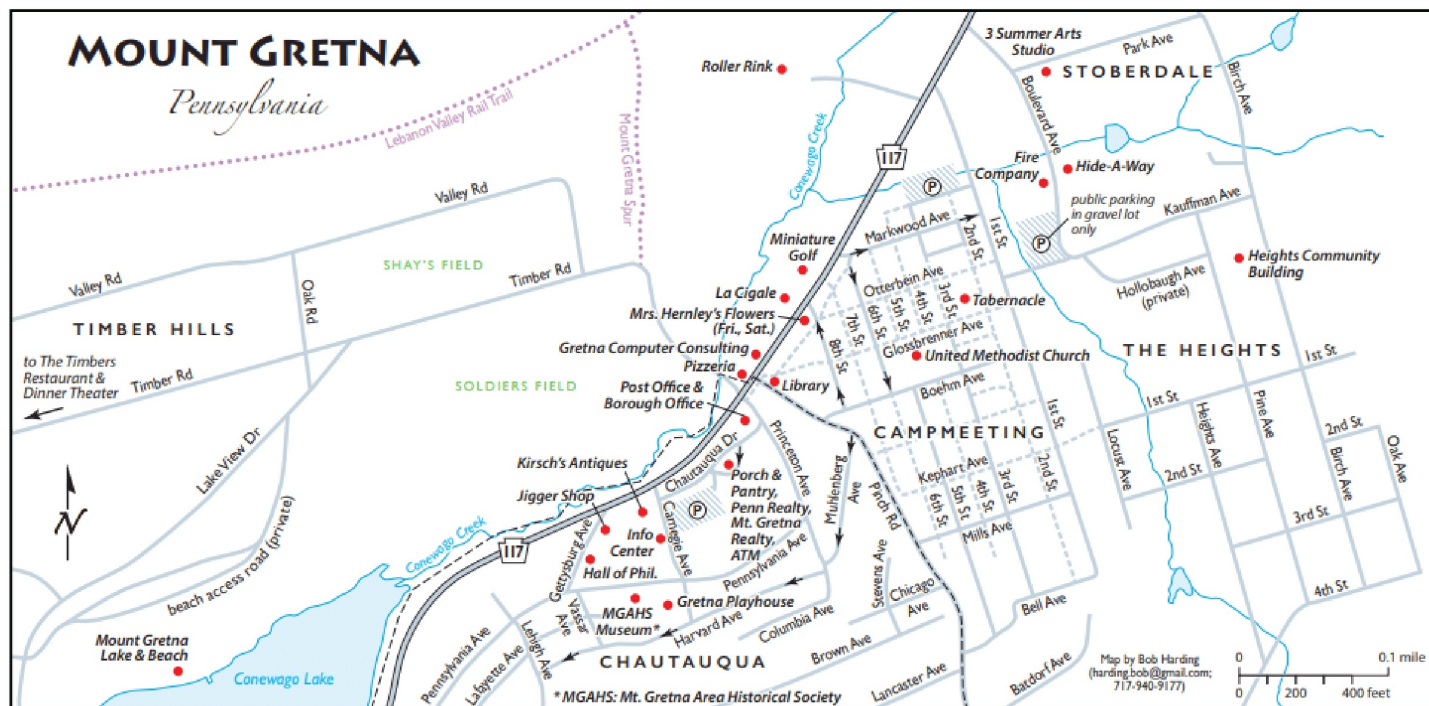 MOUNT GRETNA
Pennsylvania
Lebanon Valley Rail Trail
Mount Gretna Spur
Roller Rink
Conewago Creek
117
3 Summer Arts
Studio
Park Ave
STOBERDALE
Boulevard Ave
Birch Ave
Fire
Company
Hide-A-Way
P
public parking
in gravel lot
only
P
Kauffman Ave
Heights Community
Building
Hollobaugh Ave
(private)
Valley Rd
Valley Rd
SHAY'S FIELD
Timber Rd
Oak Rd
TIMBER HILLS
to The Timbers
Restaurant &
Dinner Theater
Timber Rd
SOLDIERS FIELD
Lake View Dr
beach access road (private)
N
Miniature
Golf
La Cigale
Mrs. Hernley's Flowers
(Fri., Sat.)
Gretna Computer Consulting
Pizzeria
Library
Post Office &
Borough Office
Markwood Ave
1st St
2nd St
Otterbein Ave
3rd St
4th St
5th St
6th St
7th St
8th St
Tabernacle
Glossbrenner Ave
United Methodist Church
Boehm Ave
THE HEIGHTS
1st St
1st St
1st St
CAMPMEETING
Kephart Ave
2nd St
3rd St
4th St
5th St
6th St
Mills Ave
Locust Ave
Heights Ave
Pine Ave
2nd St
2nd St
Birch Ave
Oak Ave
3rd St
4th St
Kirsch's Antiques
Jigger Shop
Chautauqua Dr
Princeton Ave
Muhlenberg
Ave
Pinch Rd
P
Porch &
Pantry,
Penn Realty,
Mt. Gretna
Realty,
ATM
Info
Center
Carnegie Ave
Gettysburg Ave
Hall of Phil.
117
Conewago Creek
Pennsylvania Ave
Stevens Ave
Chicago
Ave
Bell Ave
Gretna Playhouse
MGAHS
Museum*
Vassar
Ave
Harvard Ave
Columbia Ave
Brown Ave
Lehigh Ave
Pennsylvania Ave
Lafayette Ave
CHAUTAUQUA
Lancaster Ave
Batdorf Ave
Mount Gretna
Lake & Beach
Conewago Lake
* MGAHS: Mt. Gretna Area Historical Society
Map by Bob Harding
(harding.bob@gmail.com;
717-940-9177)
0 0.1 mile
0 200 400 feet